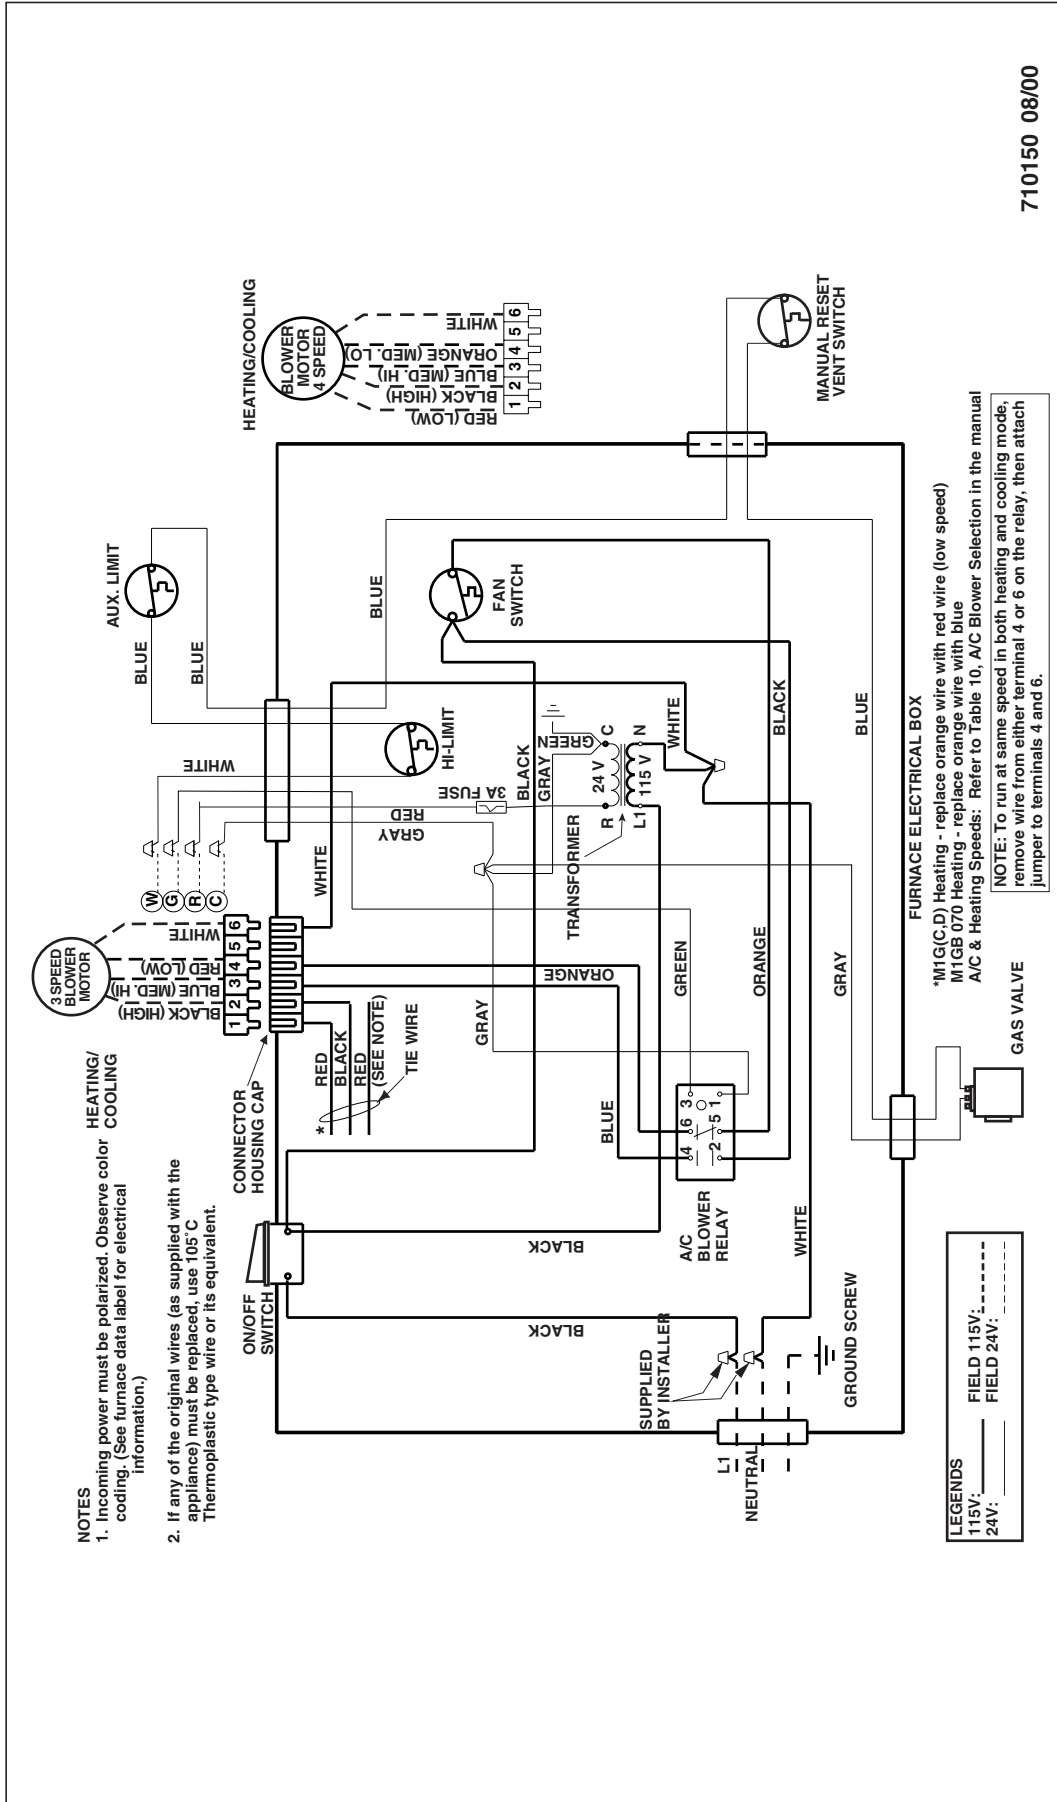 NOTES
1. Incoming power must be polarized. Observe color
coding. (See furnace data label for electrical
information.)
2. If any of the original wires (as supplied with the
appliance) must be replaced, use 105˚C
Thermoplastic type wire or its equivalent.
HEATING/
COOLING
3 SPEED
BLOWER
MOTOR
BLACK (HIGH)
BLUE (MED. HI)
RED (LOW)
WHITE
1 2 3 4 5 6
CONNECTOR
HOUSING CAP
W
G
R
C
WHITE
BLUE
BLUE
AUX. LIMIT
HEATING/COOLING
BLOWER
MOTOR
4 SPEED
RED (LOW)
BLACK (HIGH)
BLUE (MED. HI)
ORANGE (MED. LO)
WHITE
1 2 3 4 5 6
ON/OFF
SWITCH
*
RED
BLACK
RED
(SEE NOTE)
TIE WIRE
WHITE
GRAY
RED
3A FUSE
HI-LIMIT
BLUE
FAN
SWITCH
BLACK
GRAY
GREEN
GRAY
ORANGE
TRANSFORMER
R
24 V
C
L1
115 V
N
WHITE
BLACK
BLACK
BLUE
4 6 3
2 5 1
A/C
BLOWER
RELAY
GREEN
ORANGE
BLACK
WHITE
GRAY
BLUE
SUPPLIED
BY INSTALLER
L1
NEUTRAL
GROUND SCREW
MANUAL RESET
VENT SWITCH
FURNACE ELECTRICAL BOX
GAS VALVE
*M1G(C,D) Heating - replace orange wire with red wire (low speed)
M1GB 070 Heating - replace orange wire with blue
A/C & Heating Speeds: Refer to Table 10, A/C Blower Selection in the manual
NOTE: To run at same speed in both heating and cooling mode,
remove wire from either terminal 4 or 6 on the relay, then attach
jumper to terminals 4 and 6.
LEGENDS
115V: FIELD 115V:
24V: FIELD 24V:
710150 08/00